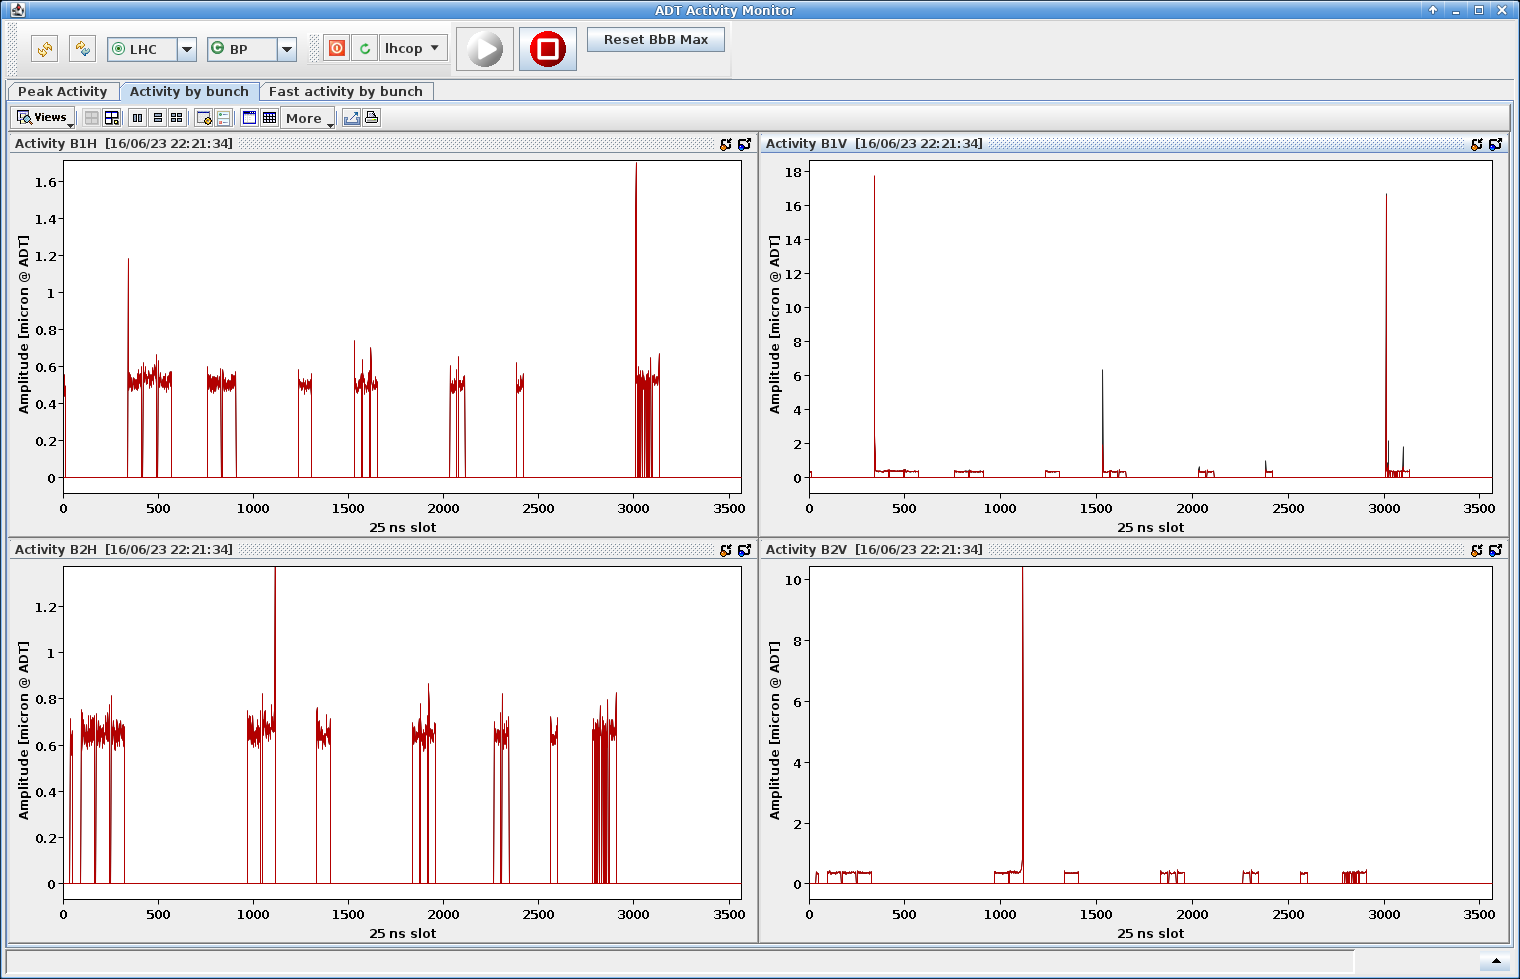 ADT Activity Monitor
LHC BP lhcop Reset BbB Max
Peak Activity Activity by bunch Fast activity by bunch
Views More
Activity B1H [16/06/23 22:21:34]
Amplitude [micron @ ADT]
1.6
1.4
1.2
1
0.8
0.6
0.4
0.2
0
0 500 1000 1500 2000 2500 3000 3500
25 ns slot
Activity B1V [16/06/23 22:21:34]
Amplitude [micron @ ADT]
18
16
14
12
10
8
6
4
2
0
0 500 1000 1500 2000 2500 3000 3500
25 ns slot
Activity B2H [16/06/23 22:21:34]
Amplitude [micron @ ADT]
1.2
1
0.8
0.6
0.4
0.2
0
0 500 1000 1500 2000 2500 3000 3500
25 ns slot
Activity B2V [16/06/23 22:21:34]
Amplitude [micron @ ADT]
10
8
6
4
2
0
0 500 1000 1500 2000 2500 3000 3500
25 ns slot